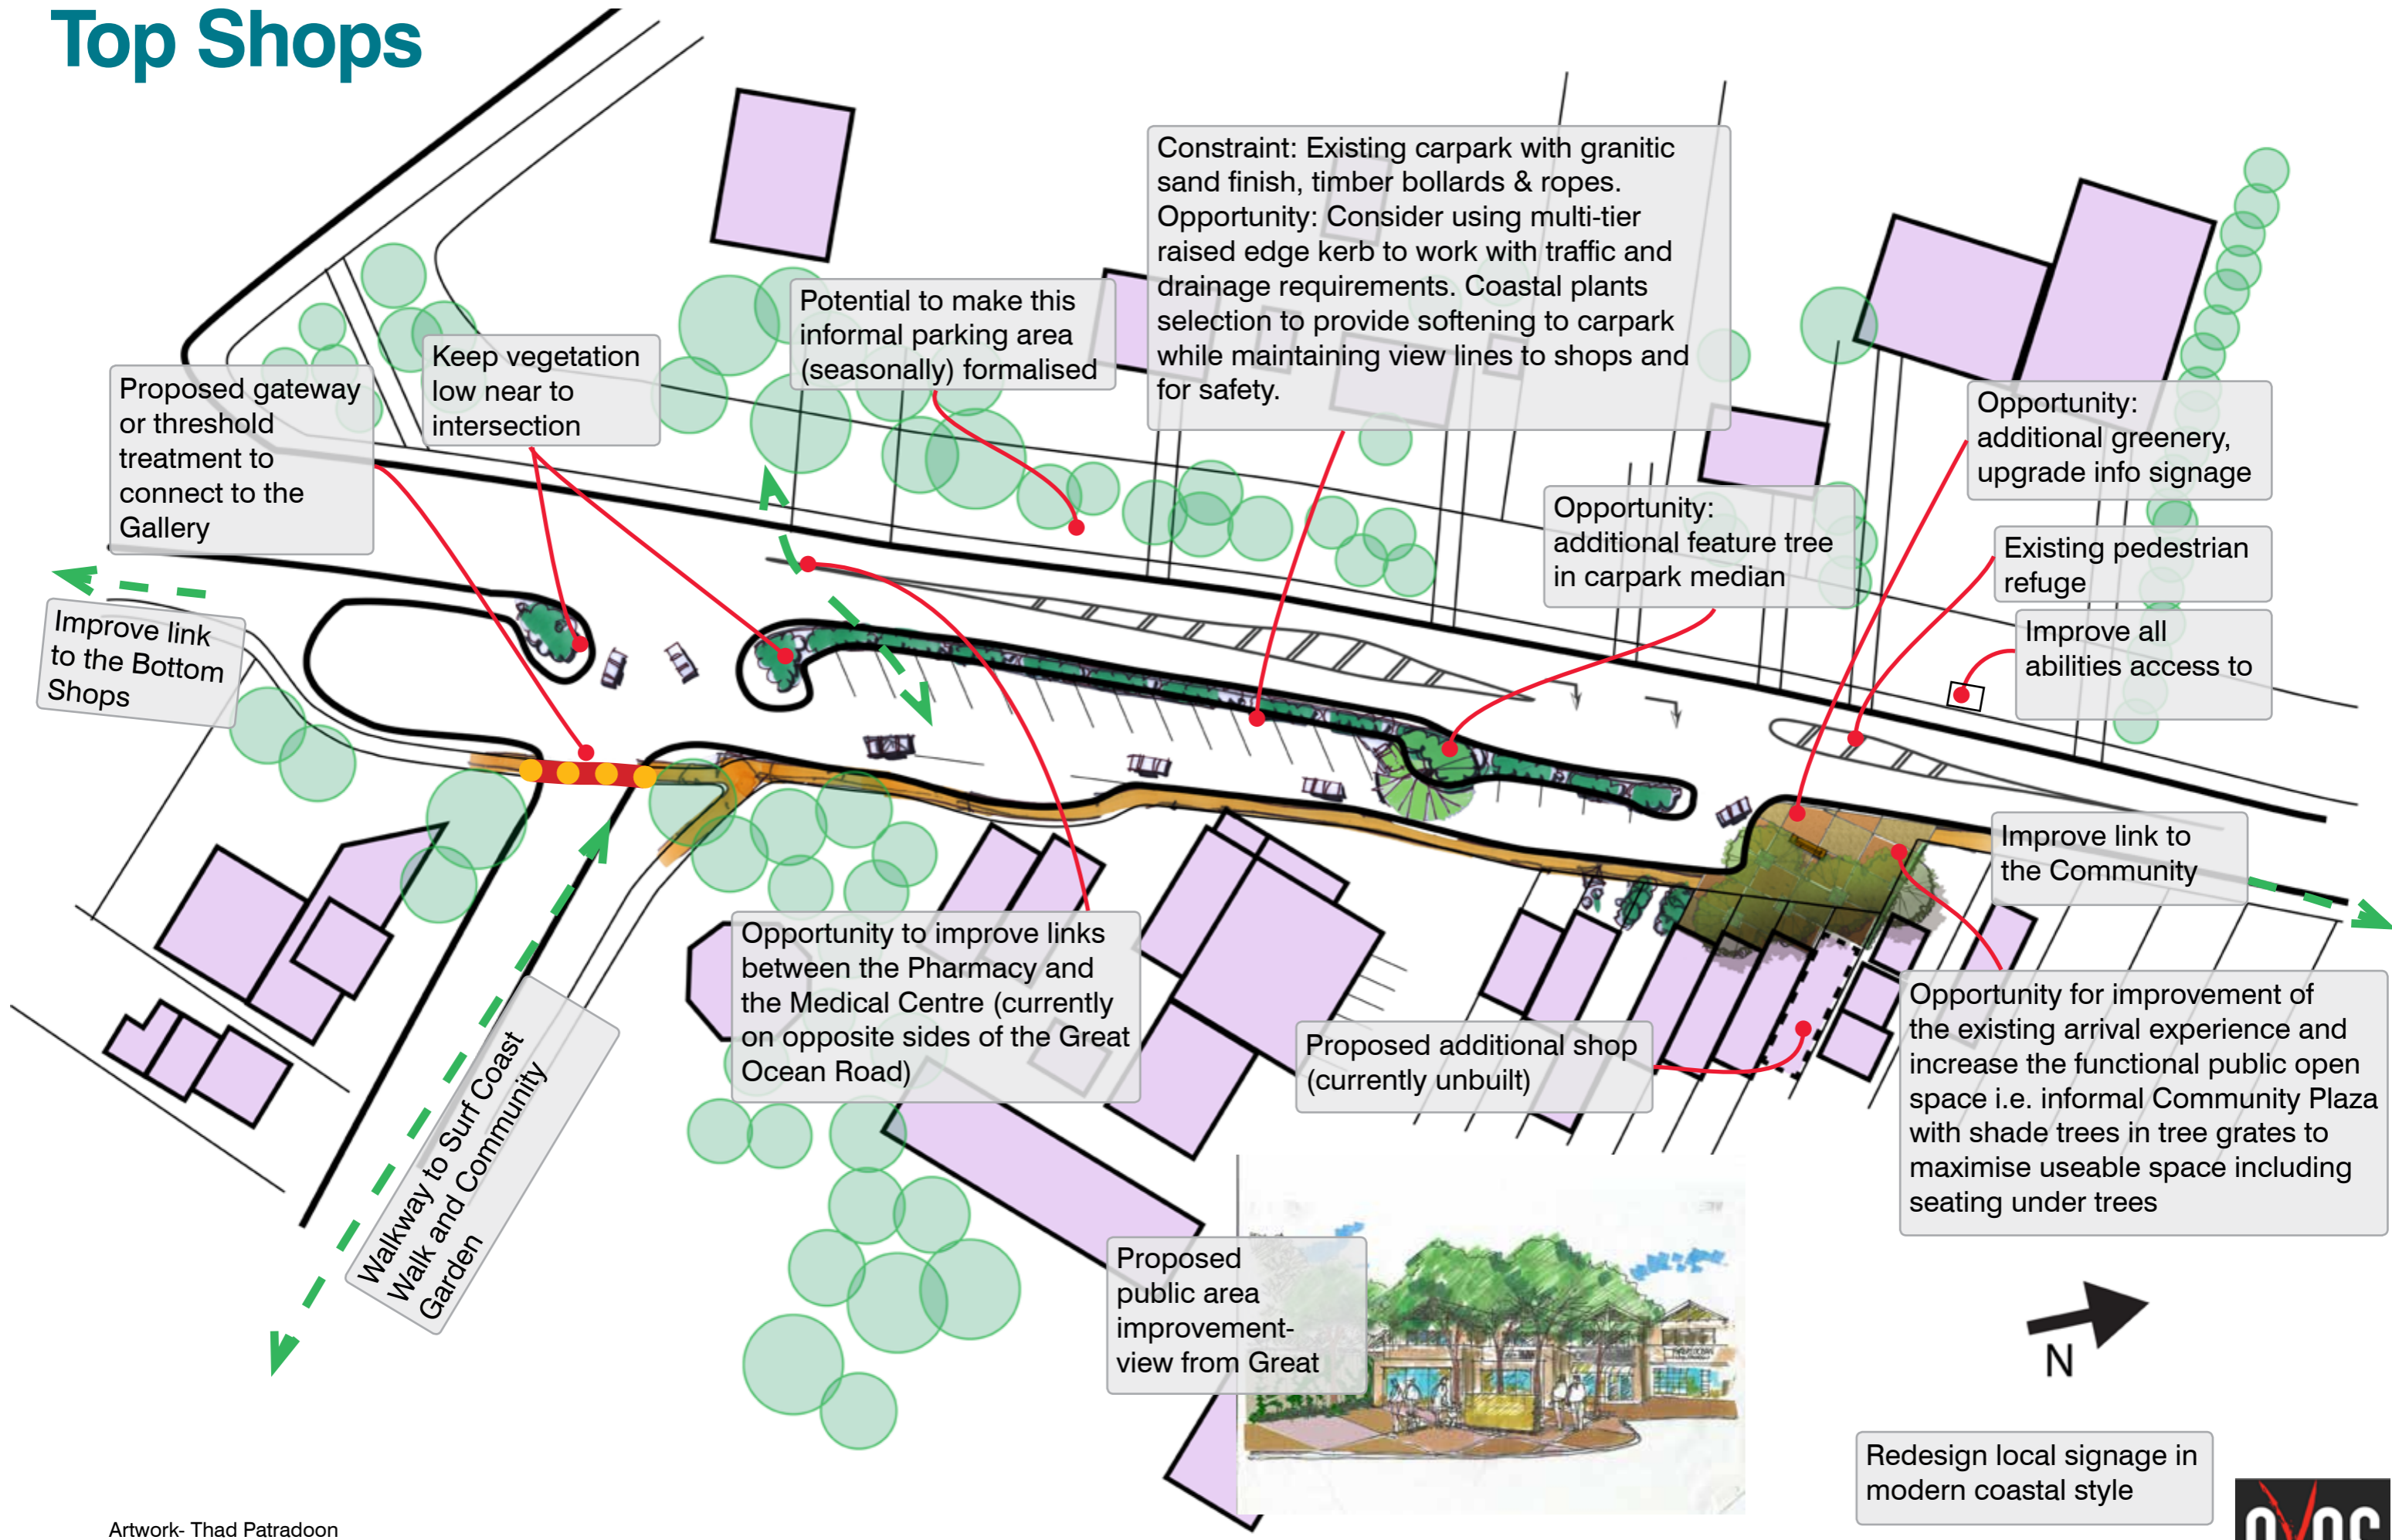 Top Shops
Constraint: Existing carpark with granitic
sand finish, timber bollards & ropes.
Opportunity: Consider using multi-tier
raised edge kerb to work with traffic and
drainage requirements. Coastal plants
selection to provide softening to carpark
while maintaining view lines to shops and
for safety.
Potential to make this
informal parking area
(seasonally) formalised
Keep vegetation
low near to
intersection
Proposed gateway
or threshold
treatment to
connect to the
Gallery
Opportunity:
additional greenery,
upgrade info signage
Opportunity:
additional feature tree
in carpark median
Existing pedestrian
refuge
Improve all
abilities access to
Improve link
to the Bottom
Shops
Improve link to
the Community
Opportunity to improve links
between the Pharmacy and
the Medical Centre (currently
on opposite sides of the Great
Ocean Road)
Proposed additional shop
(currently unbuilt)
Opportunity for improvement of
the existing arrival experience and
increase the functional public open
space i.e. informal Community Plaza
with shade trees in tree grates to
maximise useable space including
seating under trees
Walkway to Surf Coast
Walk and Community
Garden
Proposed
public area
improvement-
view from Great
N
Redesign local signage in
modern coastal style
Artwork- Thad Patradoon